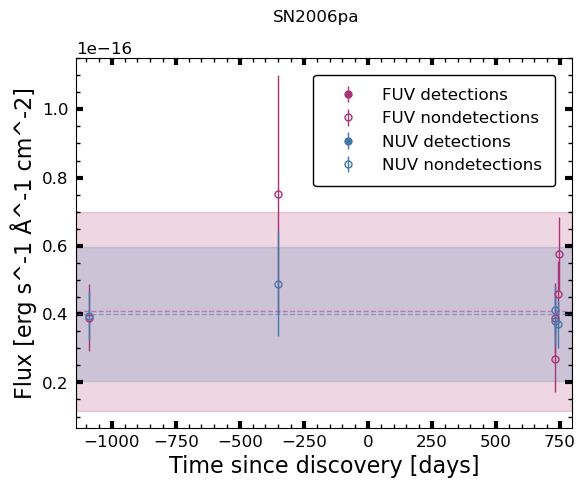 SN2006pa
1e−16
FUV detections
FUV nondetections
NUV detections
NUV nondetections
1.0
0.8
0.6
0.4
0.2
Flux [erg s^-1 Å^-1 cm^-2]
−1000 −750 −500 −250 0 250 500 750
Time since discovery [days]